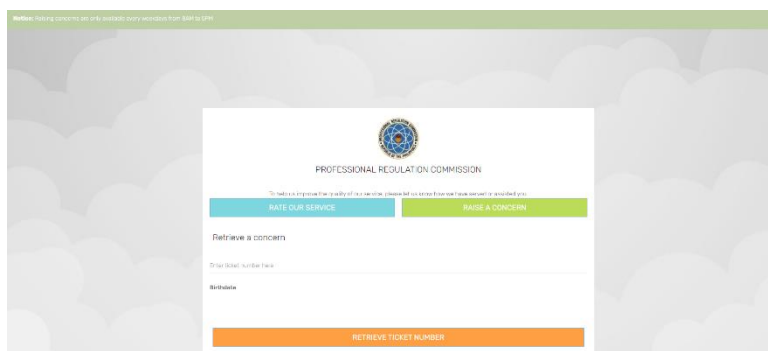 Notice: Raising concerns are only available every weekdays from 8AM to 5PM
PROFESSIONAL REGULATION COMMISSION
To help us improve the quality of our service, please let us know how we have served or assisted you
RATE OUR SERVICE
RAISE A CONCERN
Retrieve a concern
Enter ticket number here
Birthdate
RETRIEVE TICKET NUMBER